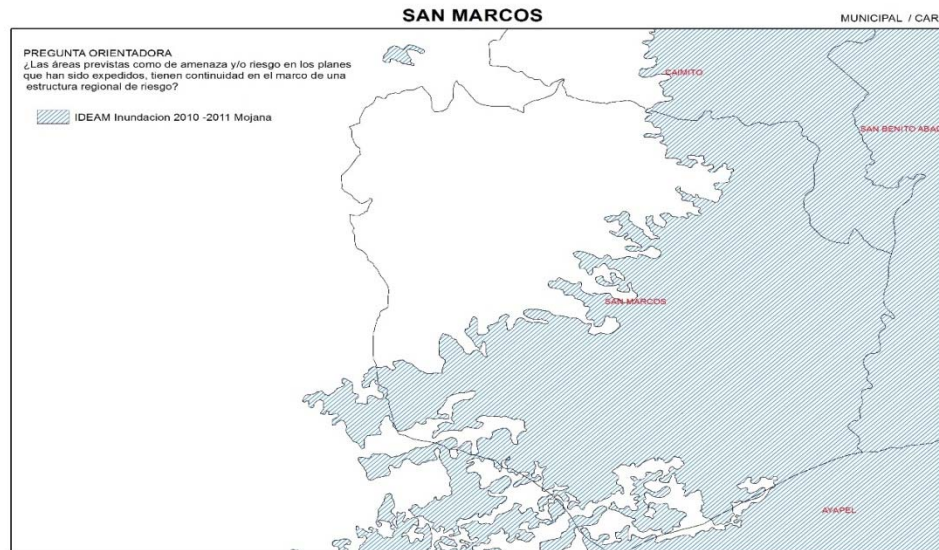 SAN MARCOS
MUNICIPAL / CAR
PREGUNTA ORIENTADORA
¿Las áreas previstas como de amenaza y/o riesgo en los planes
que han sido expedidos, tienen continuidad en el marco de una
estructura regional de riesgo?
IDEAM Inundacion 2010 -2011 Mojana
CAIMITO
SAN BENITO ABAD
SAN MARCOS
AYAPEL